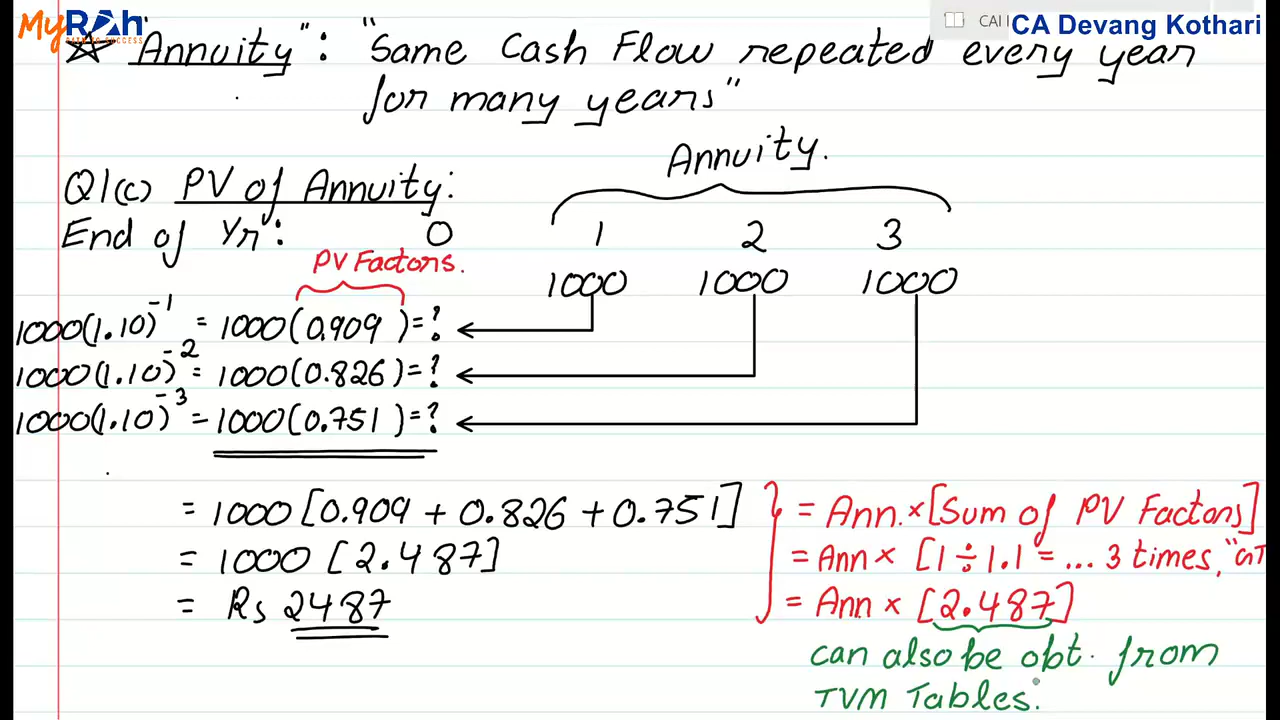 MyRAh
CAI
CA Devang Kothari
"Annuity": "Same Cash Flow repeated every year
for many years"
Annuity.
Q1(c) PV of Annuity:
End of Yr: 0 1 2 3
PV Factors.
1000 1000 1000
1000(1.10)⁻¹ = 1000(0.909)=?
1000(1.10)⁻² = 1000(0.826)=?
1000(1.10)⁻³ = 1000(0.751)=?
= 1000[0.909 + 0.826 + 0.751] = Ann.×[Sum of PV Factors]
= 1000 [2.487] = Ann × [1÷1.1 = ... 3 times, "GT
= Rs 2487 = Ann × [2.487]
can also be obt. from
TVM Tables.